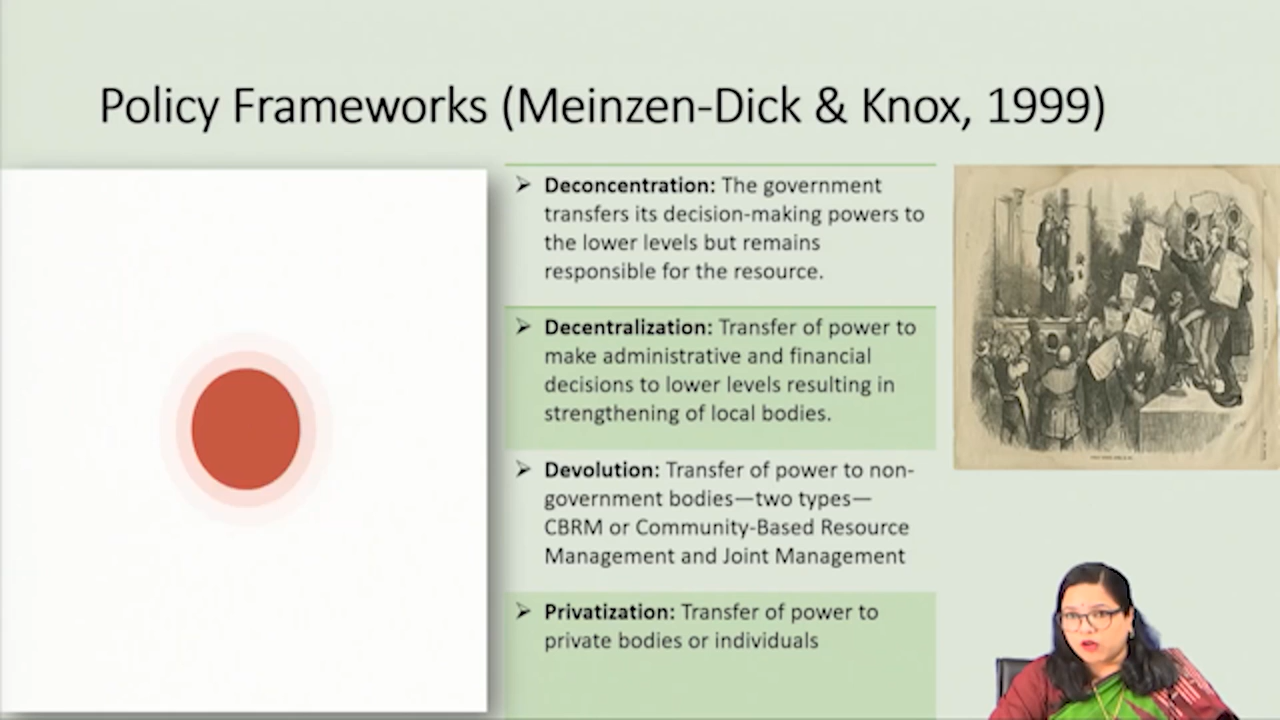 Policy Frameworks (Meinzen-Dick & Knox, 1999)
➢ Deconcentration: The government
transfers its decision-making powers to
the lower levels but remains
responsible for the resource.
➢ Decentralization: Transfer of power to
make administrative and financial
decisions to lower levels resulting in
strengthening of local bodies.
➢ Devolution: Transfer of power to non-
government bodies—two types—
CBRM or Community-Based Resource
Management and Joint Management
➢ Privatization: Transfer of power to
private bodies or individuals